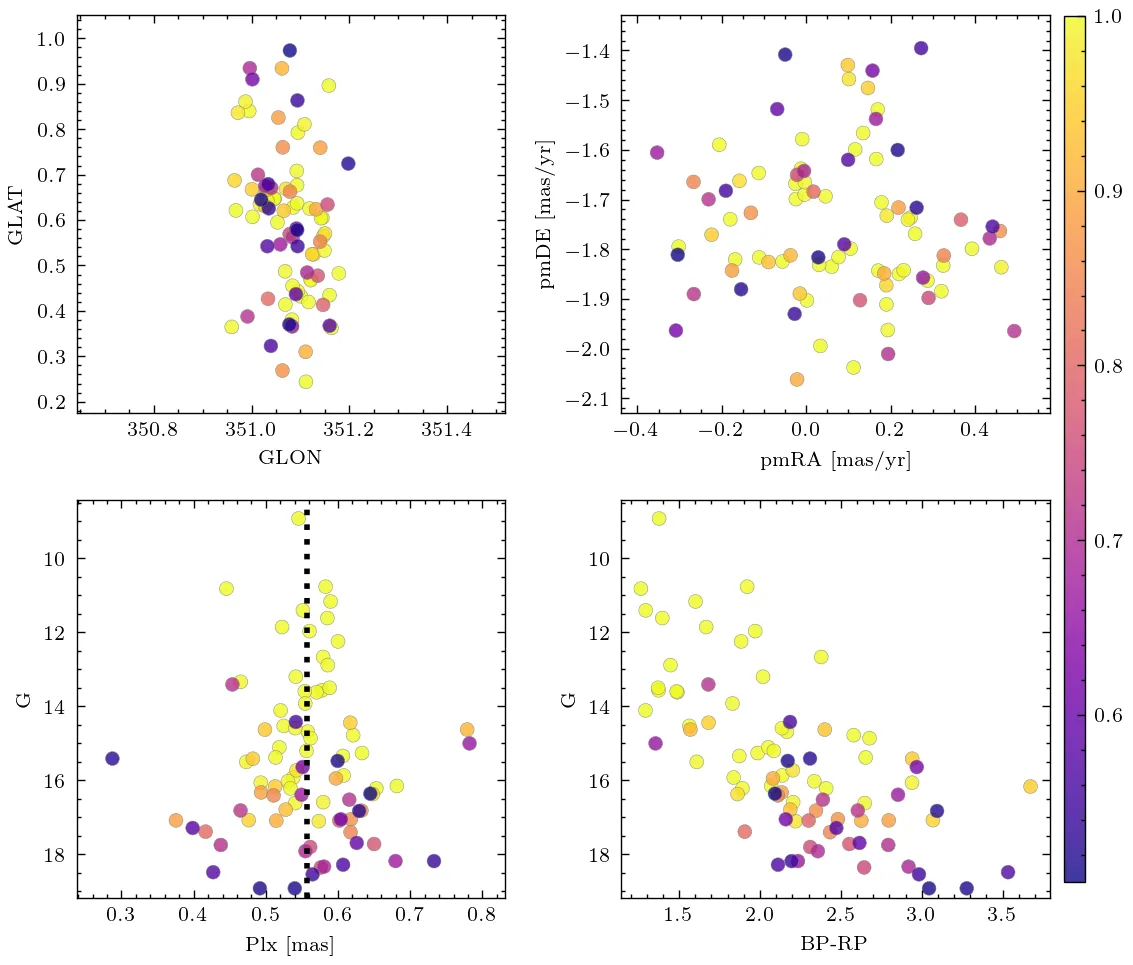 1.0
0.9
0.8
0.7
0.6
0.5
0.4
0.3
0.2
GLAT
350.8 351.0 351.2 351.4
GLON
−1.4
−1.5
−1.6
−1.7
−1.8
−1.9
−2.0
−2.1
pmDE [mas/yr]
−0.4 −0.2 0.0 0.2 0.4
pmRA [mas/yr]
1.0
0.9
0.8
0.7
0.6
10
12
14
16
18
G
0.3 0.4 0.5 0.6 0.7 0.8
Plx [mas]
10
12
14
16
18
G
1.5 2.0 2.5 3.0 3.5
BP-RP